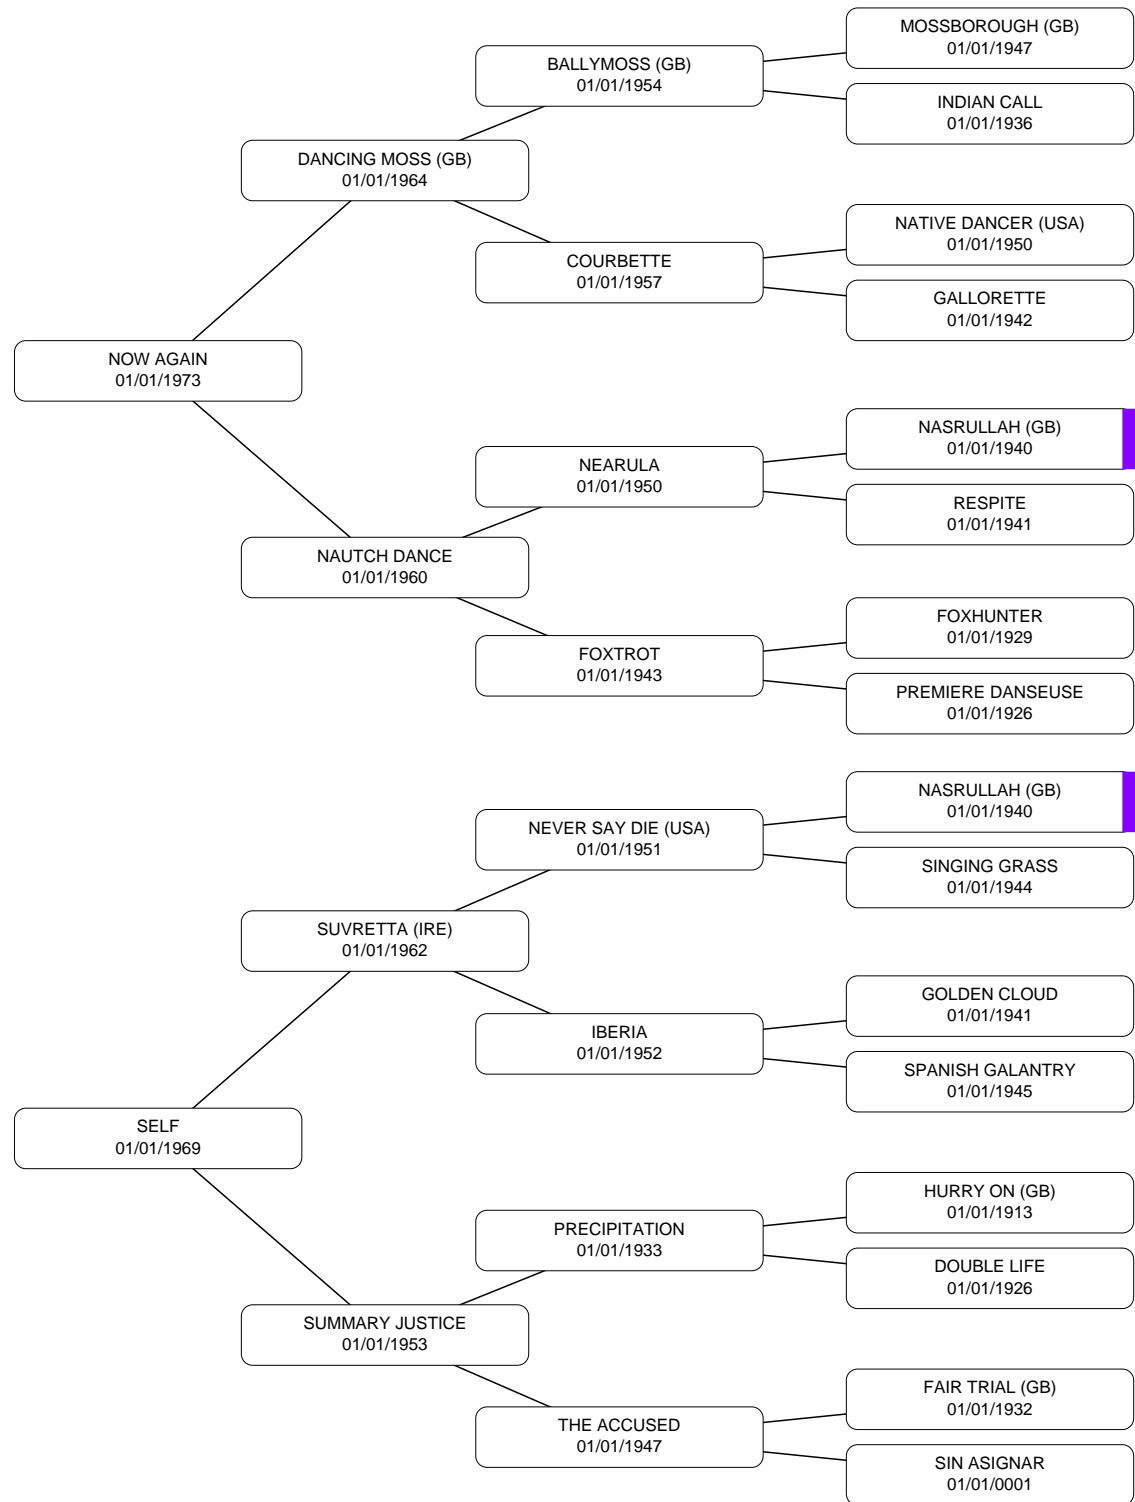 MOSSBOROUGH (GB)
01/01/1947
BALLYMOSS (GB)
01/01/1954
INDIAN CALL
01/01/1936
DANCING MOSS (GB)
01/01/1964
NATIVE DANCER (USA)
01/01/1950
COURBETTE
01/01/1957
GALLORETTE
01/01/1942
NOW AGAIN
01/01/1973
NASRULLAH (GB)
01/01/1940
NEARULA
01/01/1950
RESPITE
01/01/1941
NAUTCH DANCE
01/01/1960
FOXHUNTER
01/01/1929
FOXTROT
01/01/1943
PREMIERE DANSEUSE
01/01/1926
NASRULLAH (GB)
01/01/1940
NEVER SAY DIE (USA)
01/01/1951
SINGING GRASS
01/01/1944
SUVRETTA (IRE)
01/01/1962
GOLDEN CLOUD
01/01/1941
IBERIA
01/01/1952
SPANISH GALANTRY
01/01/1945
SELF
01/01/1969
HURRY ON (GB)
01/01/1913
PRECIPITATION
01/01/1933
DOUBLE LIFE
01/01/1926
SUMMARY JUSTICE
01/01/1953
FAIR TRIAL (GB)
01/01/1932
THE ACCUSED
01/01/1947
SIN ASIGNAR
01/01/0001